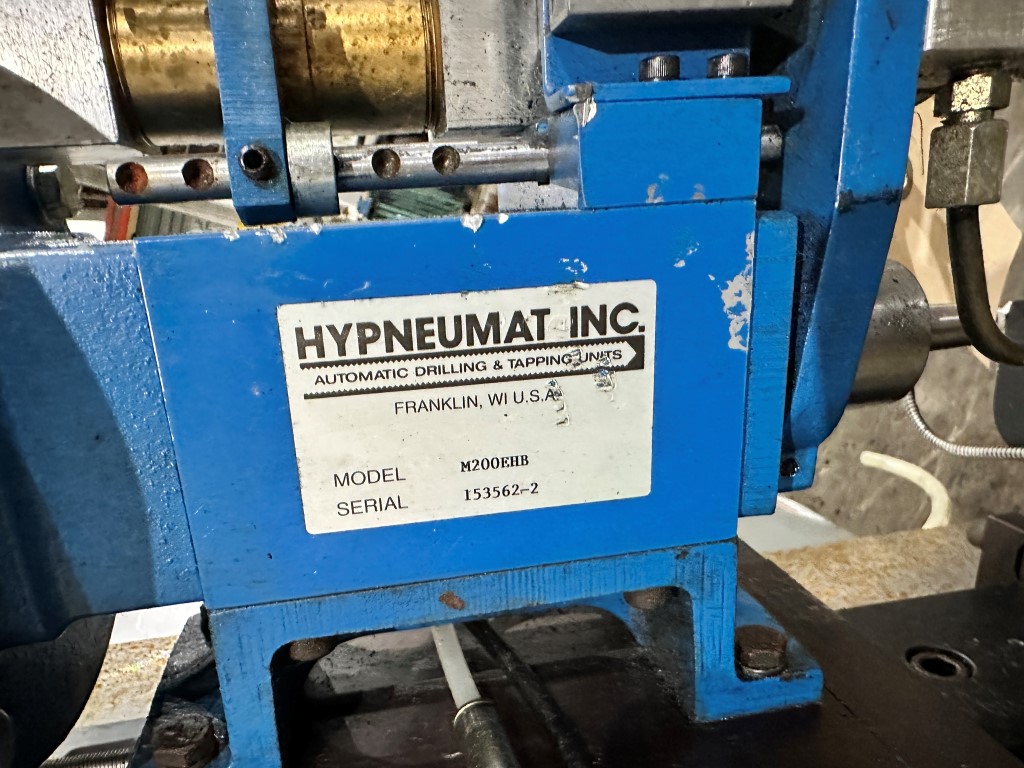 HYPNEUMAT INC.
AUTOMATIC DRILLING & TAPPING UNITS
FRANKLIN, WI U.S.A.
MODEL M200EHB
SERIAL 153562-2